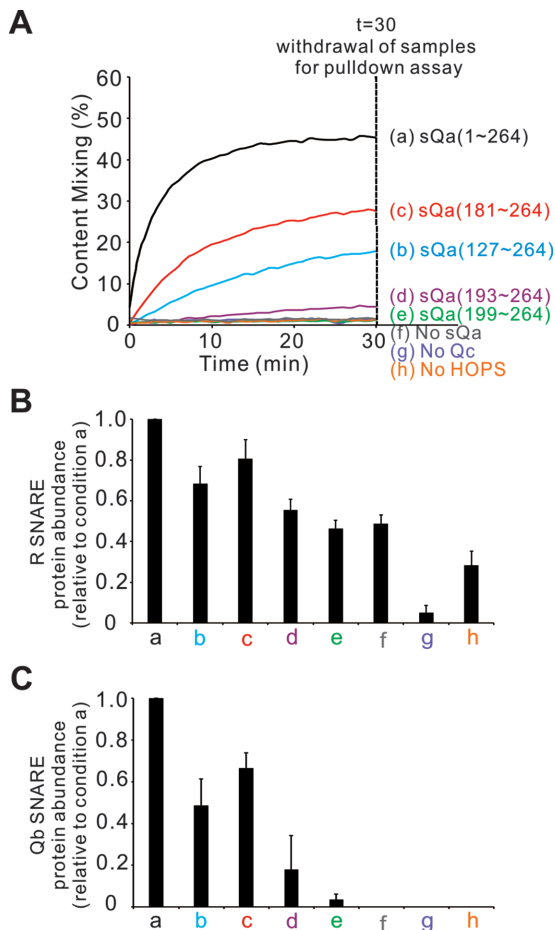 A
t=30
withdrawal of samples
for pulldown assay
Content Mixing (%)
60
50
40
30
20
10
0
0
10
20
30
Time (min)
(a) sQa(1~264)
(c) sQa(181~264)
(b) sQa(127~264)
(d) sQa(193~264)
(e) sQa(199~264)
(f) No sQa
(g) No Qc
(h) No HOPS
B
R SNARE
protein abundance
(relative to condition a)
1.0
0.8
0.6
0.4
0.2
0
a b c d e f g h
C
Qb SNARE
protein abundance
(relative to condition a)
1.0
0.8
0.6
0.4
0.2
0
a b c d e f g h